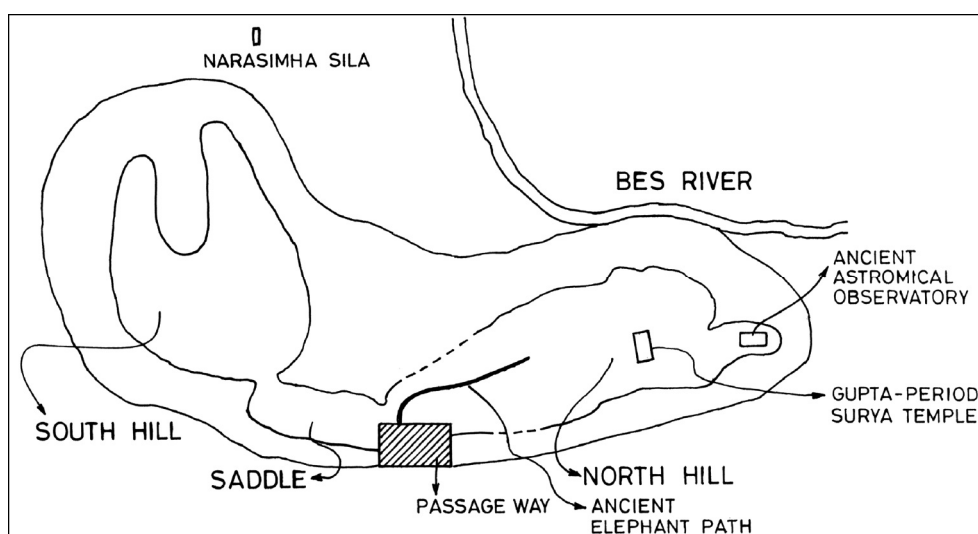 NARASIMHA SILA
BES RIVER
ANCIENT
ASTROMICAL
OBSERVATORY
GUPTA-PERIOD
SURYA TEMPLE
SOUTH HILL
SADDLE
NORTH HILL
PASSAGE WAY
ANCIENT
ELEPHANT PATH